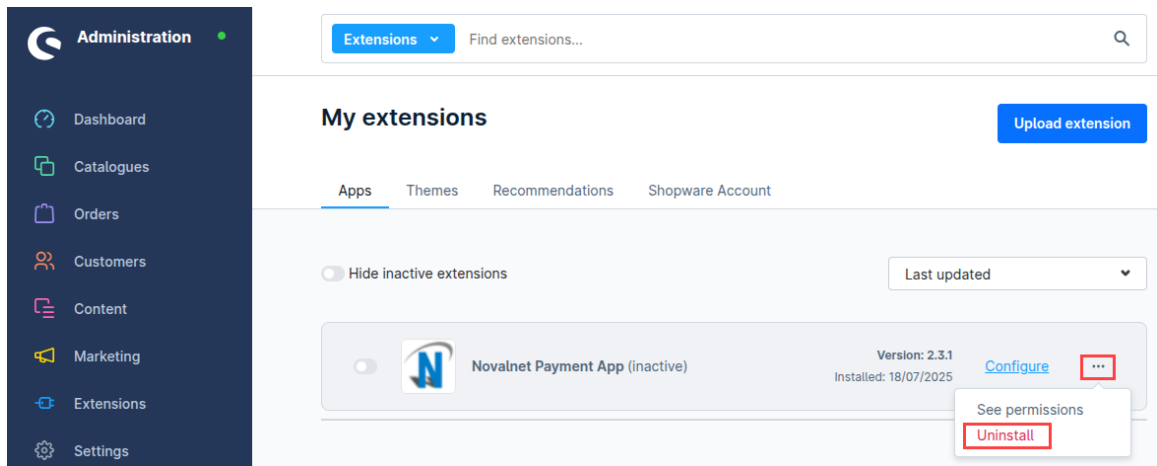 Administration
Extensions
Find extensions...
My extensions
Upload extension
Dashboard
Catalogues
Orders
Customers
Content
Marketing
Extensions
Settings
Apps
Themes
Recommendations
Shopware Account
Hide inactive extensions
Last updated
N
Novalnet Payment App (inactive)
Version: 2.3.1
Installed: 18/07/2025
Configure
...
See permissions
Uninstall